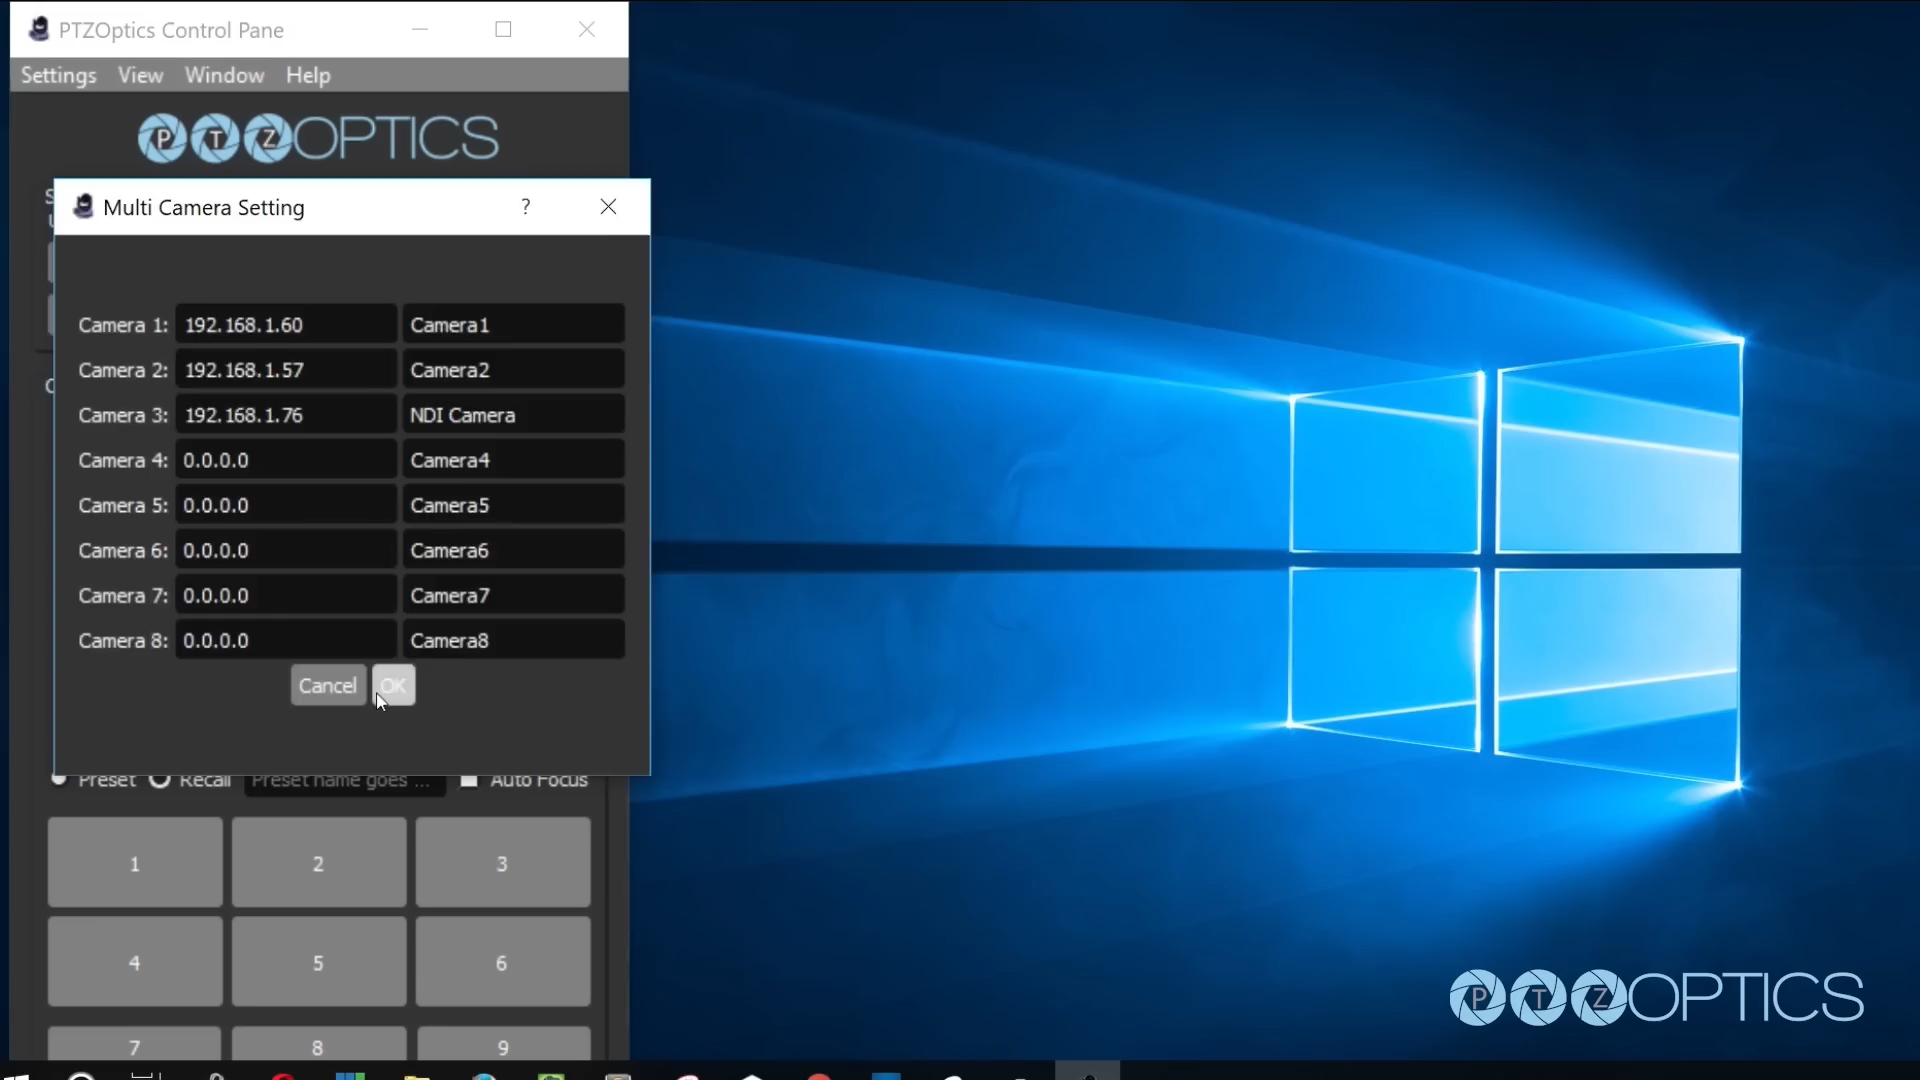 PTZOptics Control Pane
Settings View Window Help
PTZOPTICS
Multi Camera Setting ?
Camera 1: 192.168.1.60 Camera1
Camera 2: 192.168.1.57 Camera2
Camera 3: 192.168.1.76 NDI Camera
Camera 4: 0.0.0.0 Camera4
Camera 5: 0.0.0.0 Camera5
Camera 6: 0.0.0.0 Camera6
Camera 7: 0.0.0.0 Camera7
Camera 8: 0.0.0.0 Camera8
Cancel OK
Preset Recall Preset name goes ... Auto Focus
1 2 3
4 5 6
7 8 9
PTZOPTICS